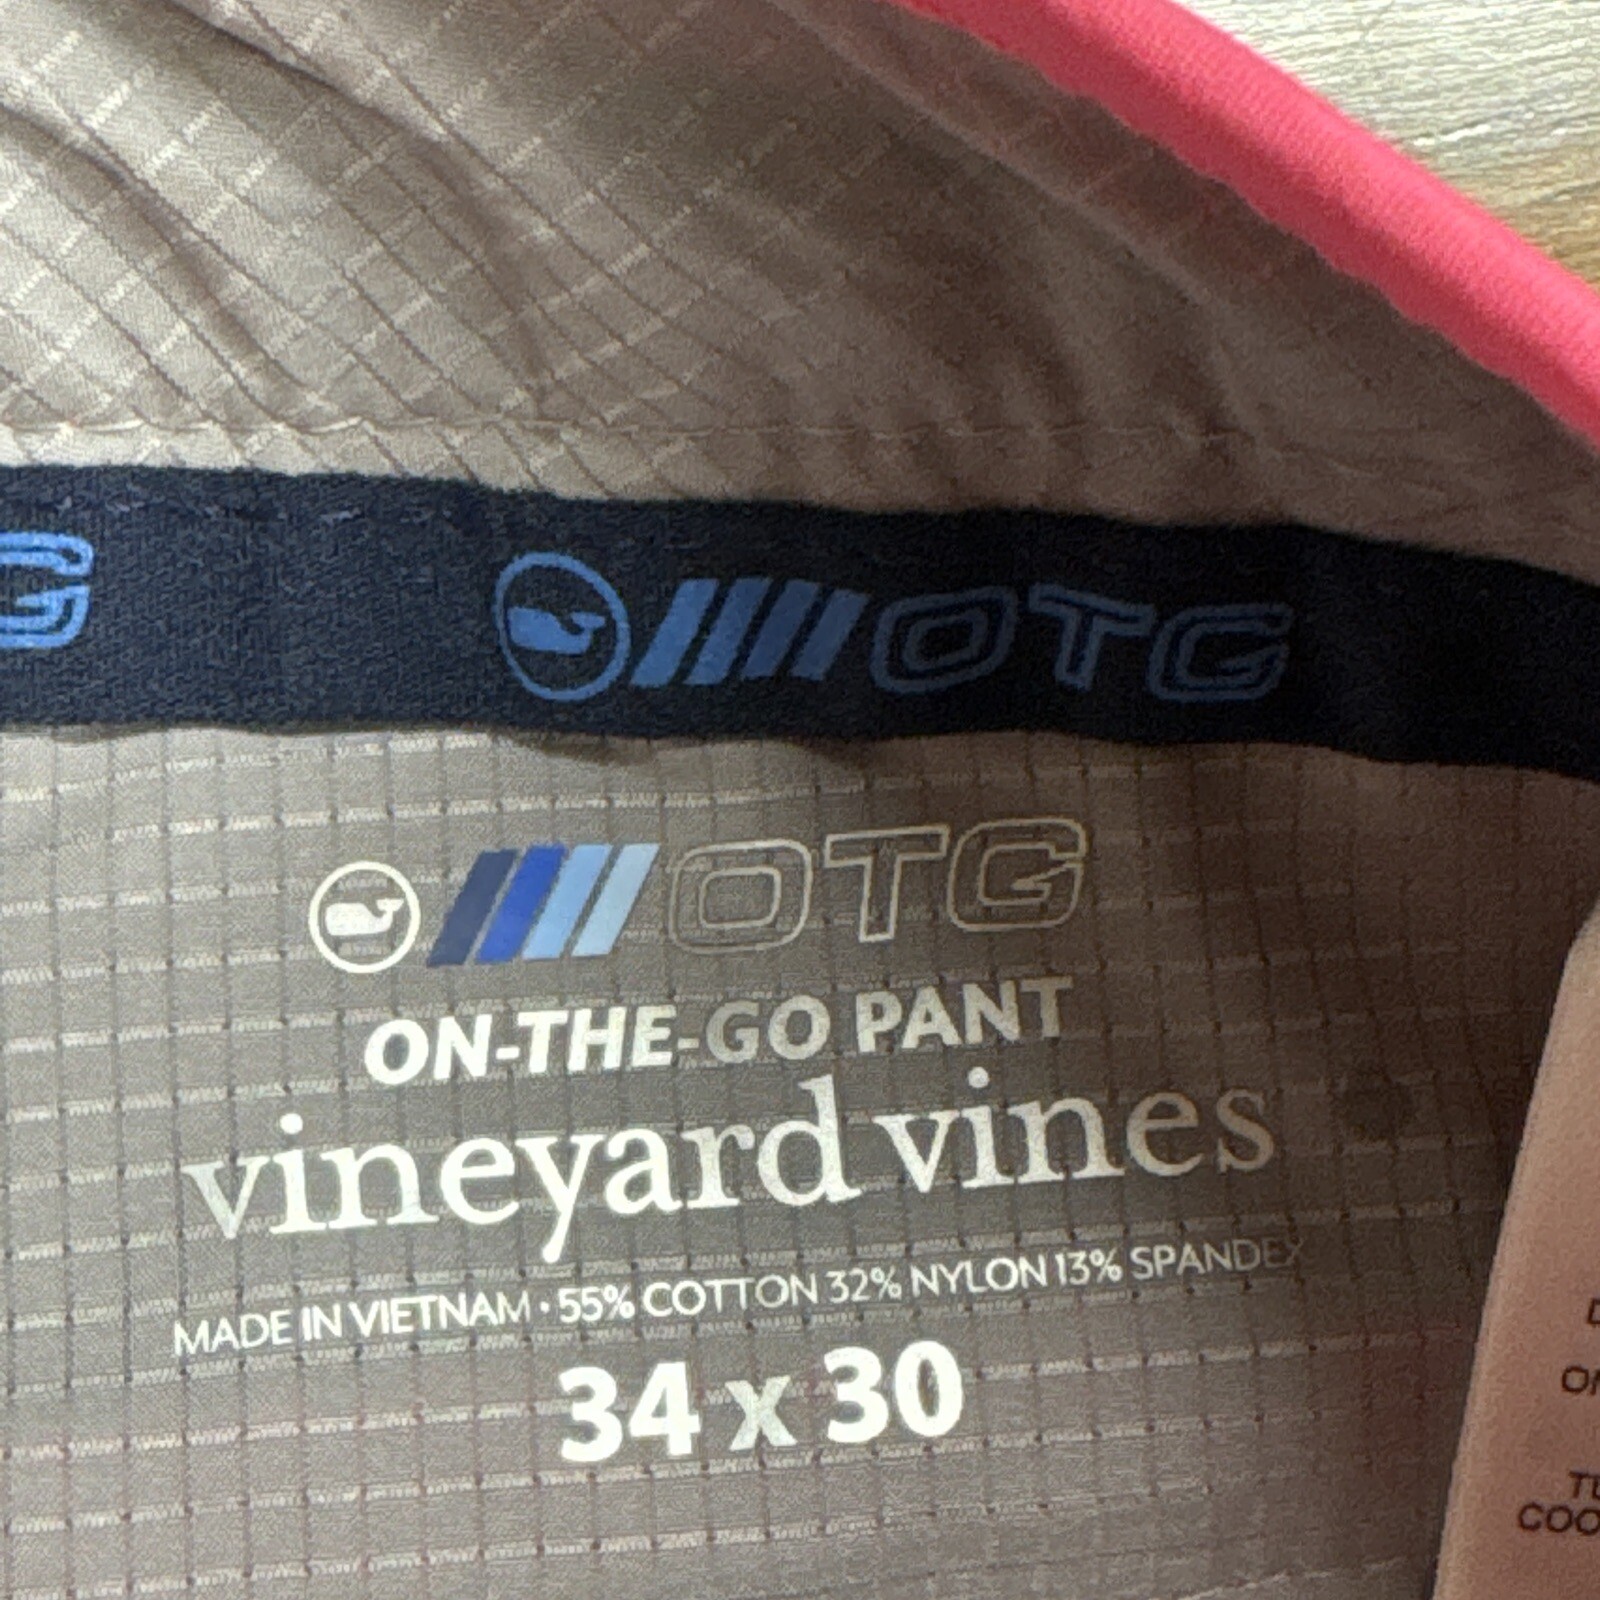 G
OTG
OTG
ON-THE-GO PANT
vineyard vines
MADE IN VIETNAM • 55% COTTON 32% NYLON 13% SPANDEX
34 x 30